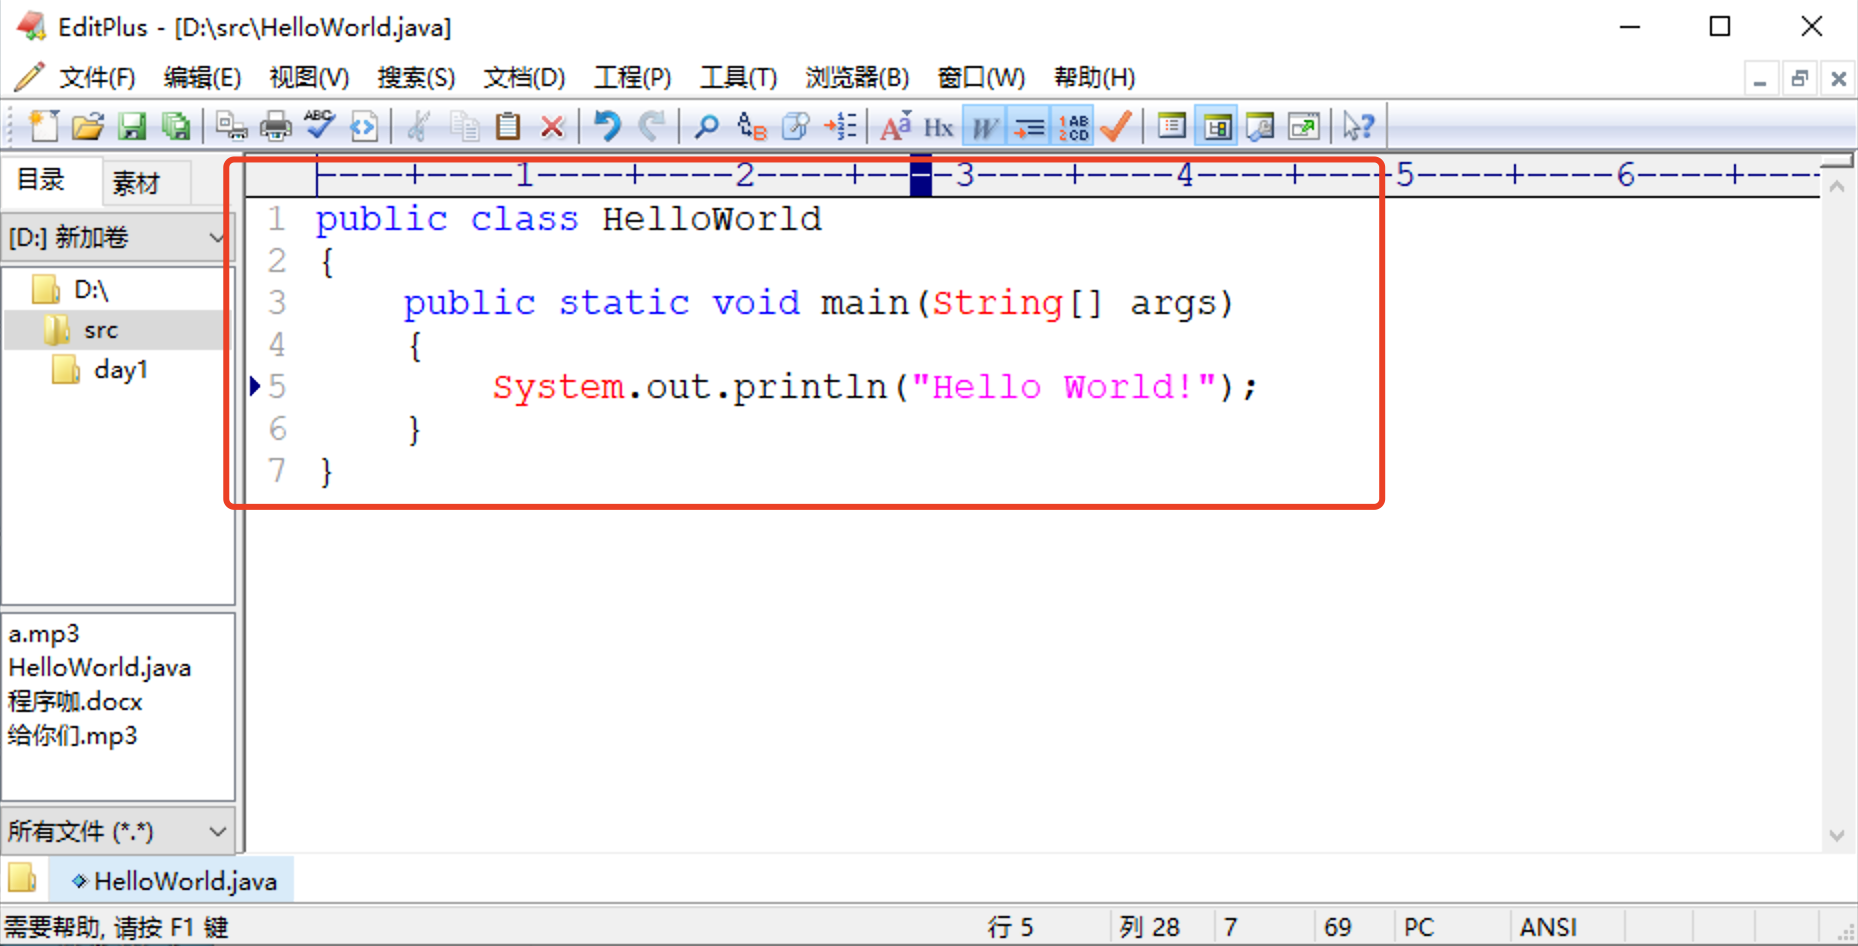 EditPlus - [D:\src\HelloWorld.java]
文件(F) 编辑(E) 视图(V) 搜索(S) 文档(D) 工程(P) 工具(T) 浏览器(B) 窗口(W) 帮助(H)
目录 素材
[D:] 新加卷
D:\
src
day1
a.mp3
HelloWorld.java
程序咖.docx
给你们.mp3
所有文件 (*.*)
----+----1----+----2----+----3----+----4----+----5----+----6----+----
1 public class HelloWorld
2 {
3     public static void main(String[] args)
4     {
5         System.out.println("Hello World!");
6     }
7 }
HelloWorld.java
需要帮助, 请按 F1 键 行 5 列 28 7 69 PC ANSI